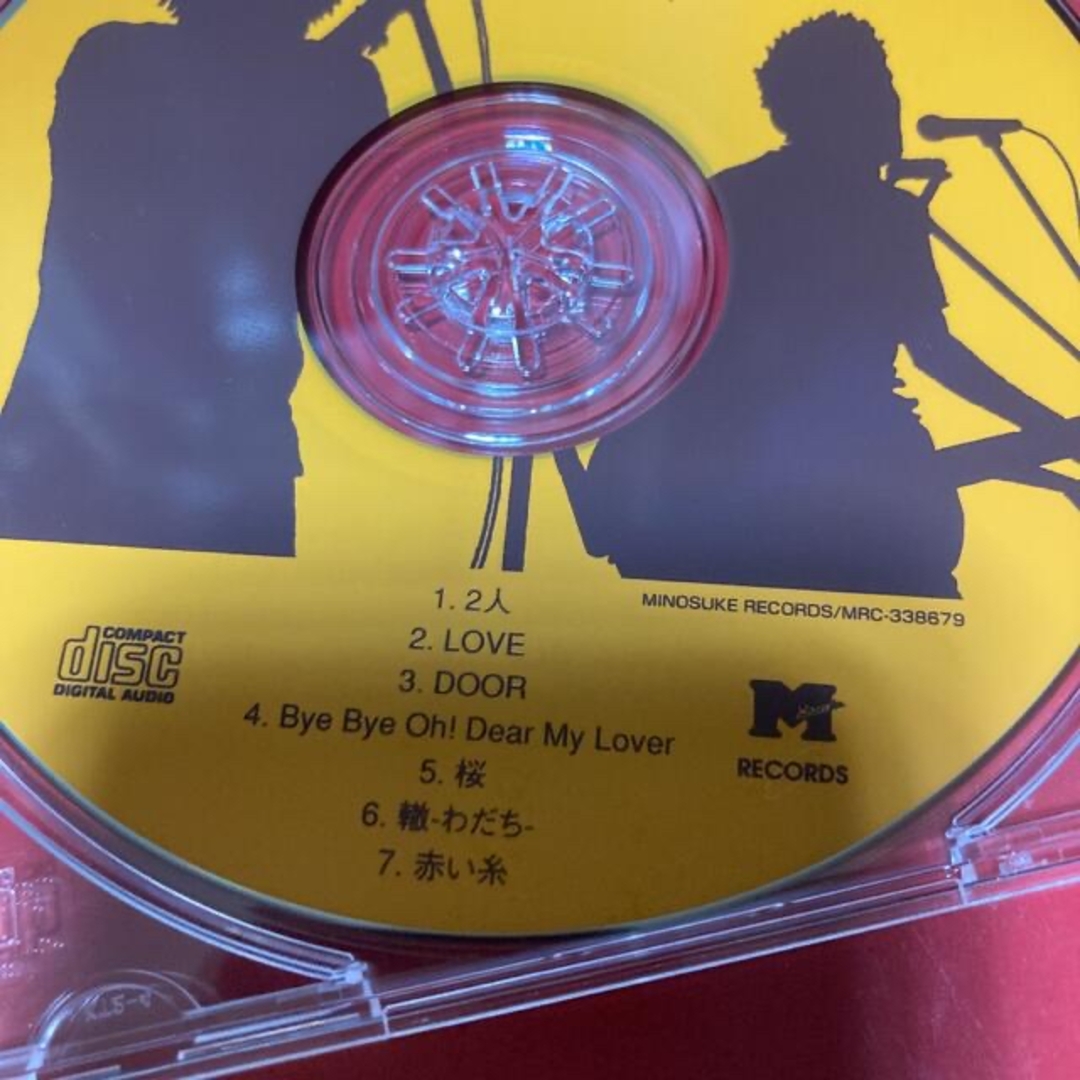 1. 2人
2. LOVE
3. DOOR
4. Bye Bye Oh! Dear My Lover
5. 桜
6. 轍-わだち-
7. 赤い糸
MINOSUKE RECORDS/MRC-338679
COMPACT
disc
DIGITAL AUDIO
M
RECORDS